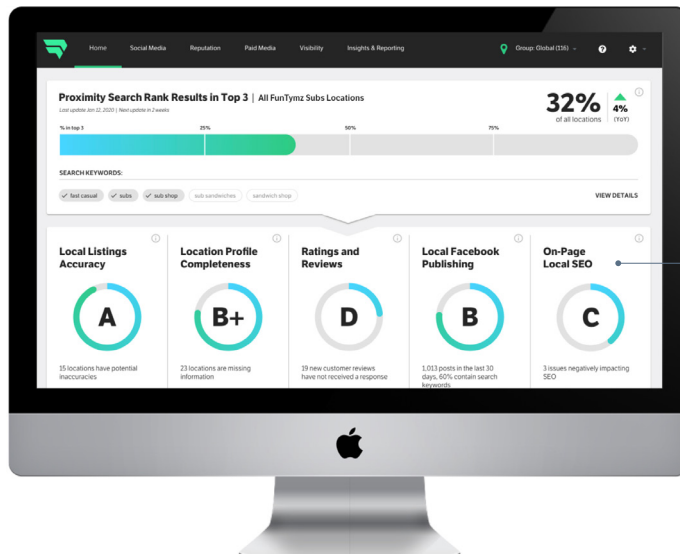 Home Social Media Reputation Paid Media Visibility Insights & Reporting Group: Global (116)
Proximity Search Rank Results in Top 3 | All FunTymz Subs Locations
Last update Jan 12, 2020 | Next update in 2 weeks
32%
of all locations
4%
(YoY)
% in top 3 25% 50% 75%
SEARCH KEYWORDS:
fast casual subs sub shop sub sandwiches sandwich shop
VIEW DETAILS
Local Listings
Accuracy
A
15 locations have potential
inaccuracies
Location Profile
Completeness
B+
23 locations are missing
information
Ratings and
Reviews
D
19 new customer reviews
have not received a response
Local Facebook
Publishing
B
1,013 posts in the last 30
days, 60% contain search
keywords
On-Page
Local SEO
C
3 issues negatively impacting
SEO